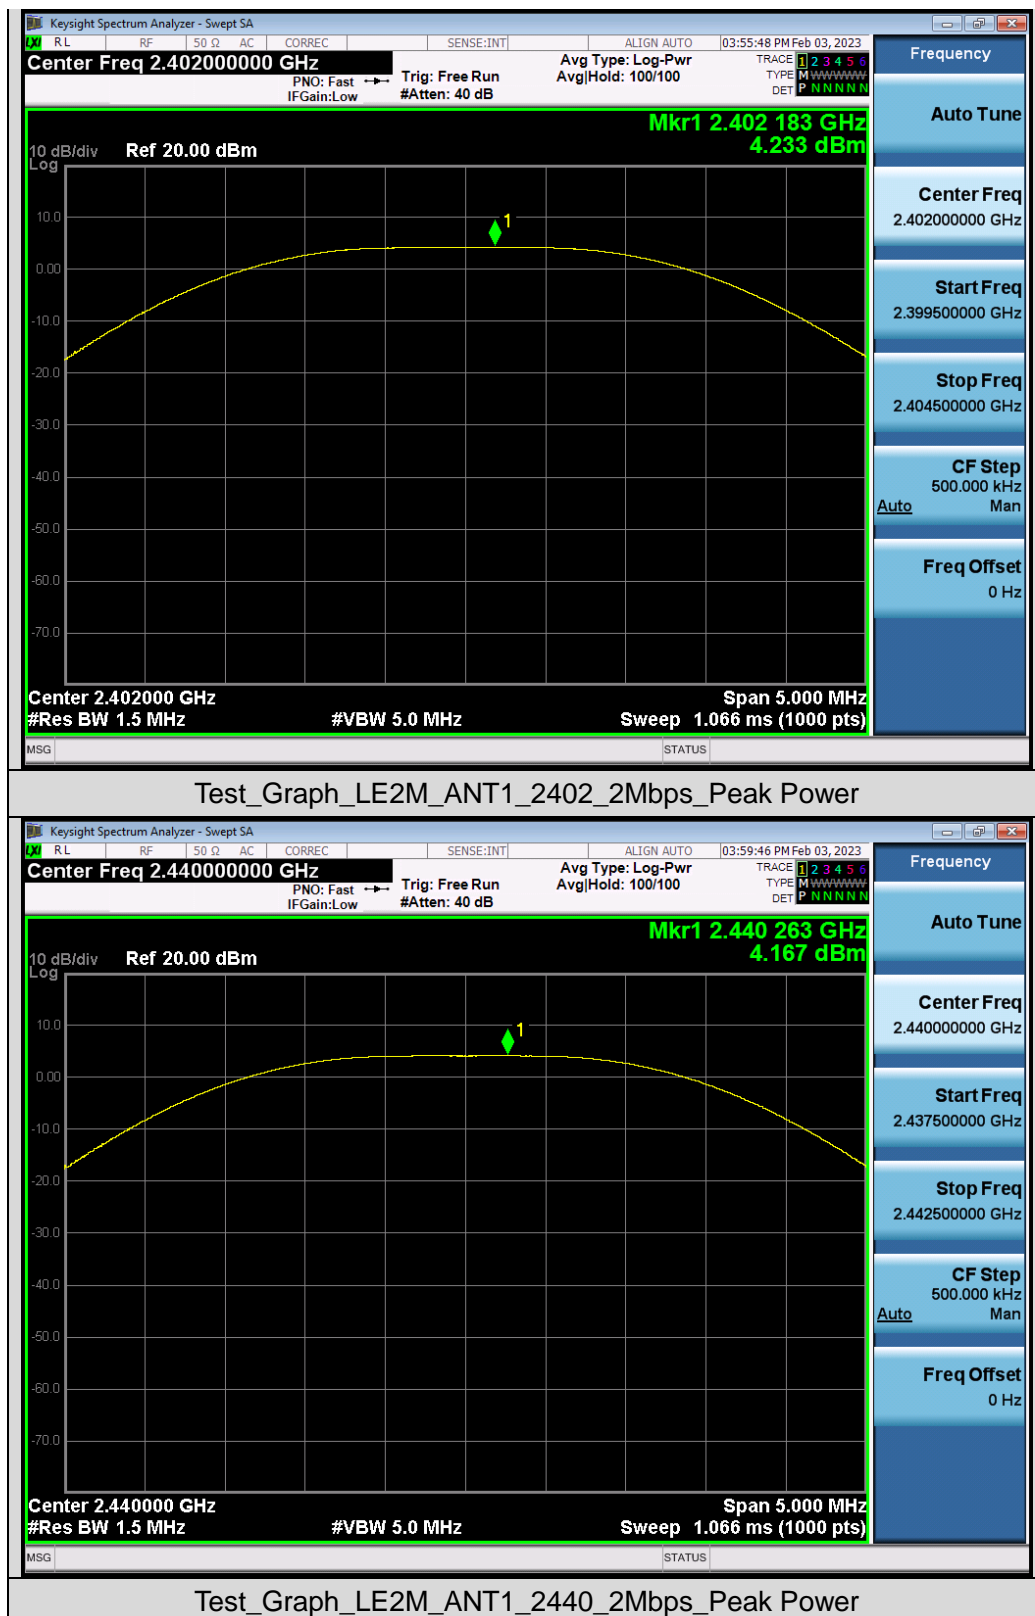 Keysight Spectrum Analyzer - Swept SA
LXI RL RF 50 Ω AC CORREC SENSE:INT ALIGN AUTO 03:55:48 PM Feb 03, 2023
Center Freq 2.402000000 GHz Avg Type: Log-Pwr TRACE 1 2 3 4 5 6
PNO: Fast Trig: Free Run Avg|Hold: 100/100 TYPE M WWWWW
IFGain:Low #Atten: 40 dB DET P N N N N N
Mkr1 2.402 183 GHz
4.233 dBm
10 dB/div Ref 20.00 dBm
Log
10.0
1
0.00
-10.0
-20.0
-30.0
-40.0
-50.0
-60.0
-70.0
Center 2.402000 GHz Span 5.000 MHz
#Res BW 1.5 MHz #VBW 5.0 MHz Sweep 1.066 ms (1000 pts)
MSG STATUS
Frequency
Auto Tune
Center Freq
2.402000000 GHz
Start Freq
2.399500000 GHz
Stop Freq
2.404500000 GHz
CF Step
500.000 kHz
Auto Man
Freq Offset
0 Hz
Test_Graph_LE2M_ANT1_2402_2Mbps_Peak Power
Keysight Spectrum Analyzer - Swept SA
LXI RL RF 50 Ω AC CORREC SENSE:INT ALIGN AUTO 03:59:46 PM Feb 03, 2023
Center Freq 2.440000000 GHz Avg Type: Log-Pwr TRACE 1 2 3 4 5 6
PNO: Fast Trig: Free Run Avg|Hold: 100/100 TYPE M WWWWW
IFGain:Low #Atten: 40 dB DET P N N N N N
Mkr1 2.440 263 GHz
4.167 dBm
10 dB/div Ref 20.00 dBm
Log
10.0
1
0.00
-10.0
-20.0
-30.0
-40.0
-50.0
-60.0
-70.0
Center 2.440000 GHz Span 5.000 MHz
#Res BW 1.5 MHz #VBW 5.0 MHz Sweep 1.066 ms (1000 pts)
MSG STATUS
Frequency
Auto Tune
Center Freq
2.440000000 GHz
Start Freq
2.437500000 GHz
Stop Freq
2.442500000 GHz
CF Step
500.000 kHz
Auto Man
Freq Offset
0 Hz
Test_Graph_LE2M_ANT1_2440_2Mbps_Peak Power